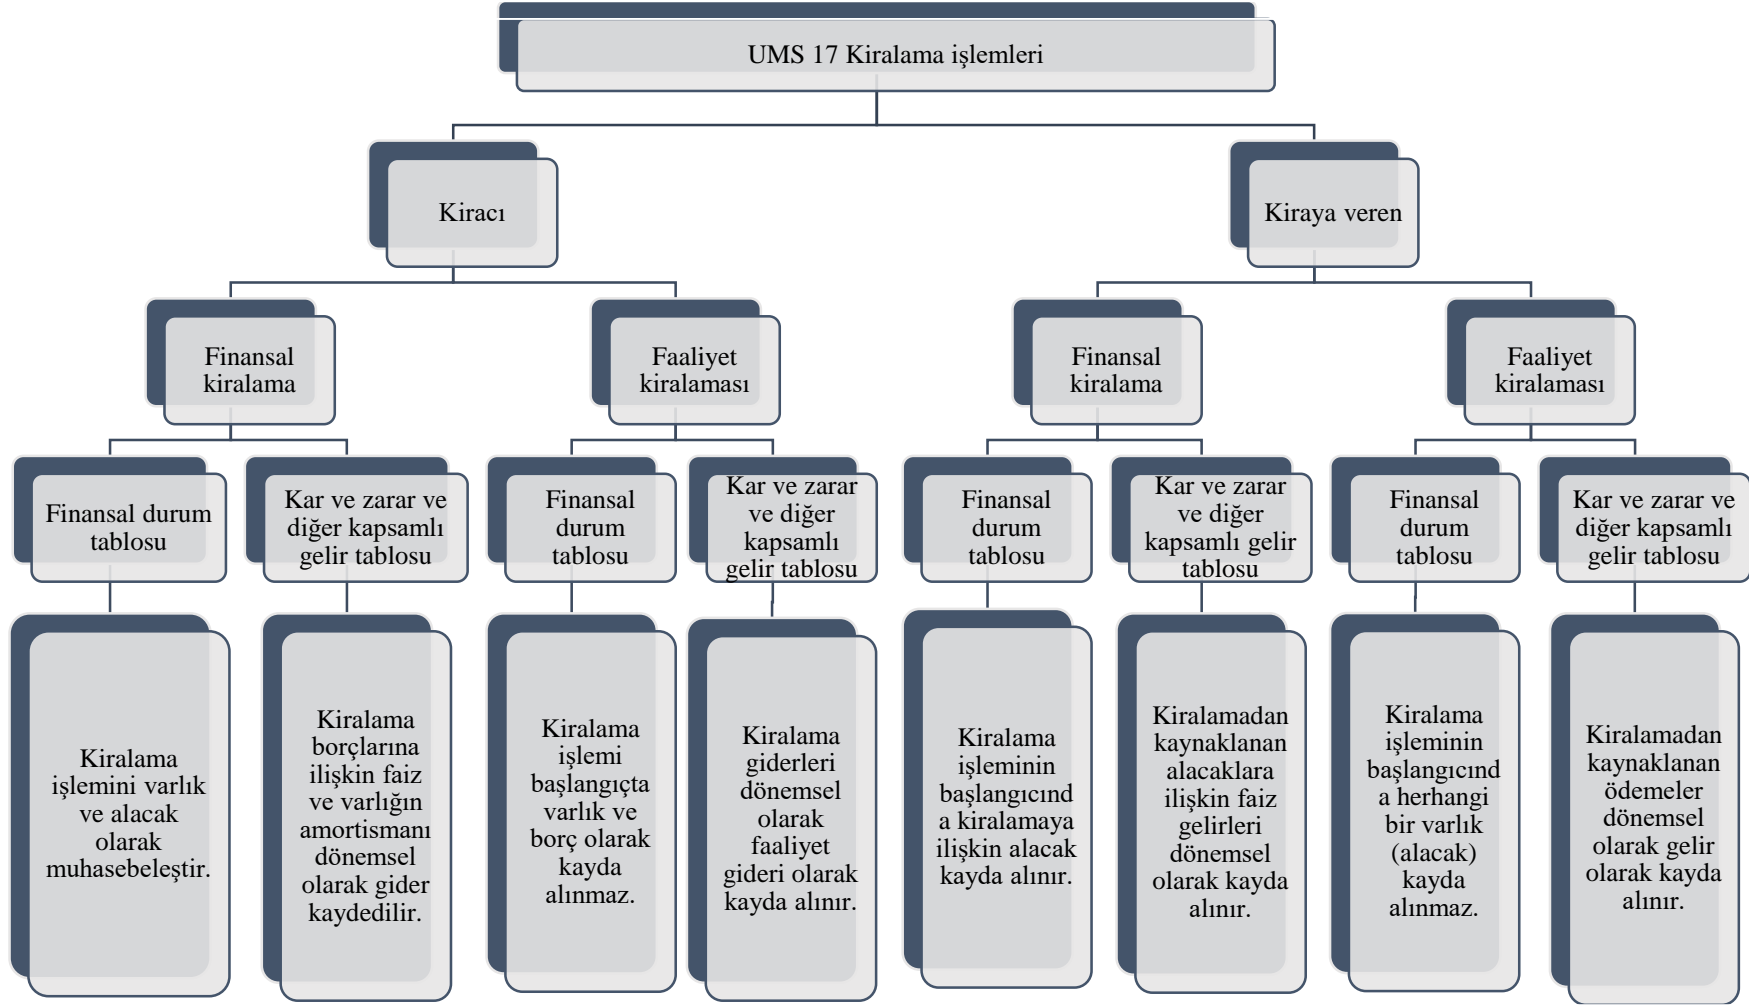 UMS 17 Kiralama işlemleri
Kiracı
Kiraya veren
Finansal
kiralama
Faaliyet
kiralaması
Finansal
kiralama
Faaliyet
kiralaması
Finansal durum
tablosu
Kar ve zarar ve
diğer kapsamlı
gelir tablosu
Finansal
durum
tablosu
Kar ve zarar
ve diğer
kapsamlı
gelir tablosu
Finansal
durum
tablosu
Kar ve zarar
ve diğer
kapsamlı gelir
tablosu
Finansal
durum
tablosu
Kar ve zarar ve
diğer kapsamlı
gelir tablosu
Kiralama
işlemini varlık
ve alacak
olarak
muhasebeleştir.
Kiralama
borçlarına
ilişkin faiz
ve varlığın
amortismanı
dönemsel
olarak gider
kaydedilir.
Kiralama
işlemi
başlangıçta
varlık ve
borç olarak
kayda
alınmaz.
Kiralama
giderleri
dönemsel
olarak
faaliyet
gideri olarak
kayda alınır.
Kiralama
işleminin
başlangıcınd
a kiralamaya
ilişkin alacak
kayda alınır.
Kiralamadan
kaynaklanan
alacaklara
ilişkin faiz
gelirleri
dönemsel
olarak kayda
alınır.
Kiralama
işleminin
başlangıcınd
a herhangi
bir varlık
(alacak)
kayda
alınmaz.
Kiralamadan
kaynaklanan
ödemeler
dönemsel
olarak gelir
olarak kayda
alınır.